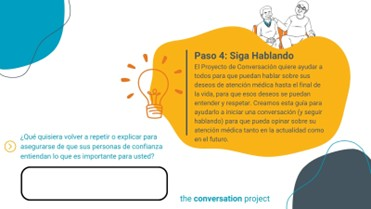 Paso 4: Siga Hablando
El Proyecto de Conversación quiere ayudar a
todos para que puedan hablar sobre sus
deseos de atención médica hasta el final de
la vida, para que esos deseos se puedan
entender y respetar. Creamos esta guía para
ayudarlo a iniciar una conversación (y seguir
hablando) para que pueda opinar sobre su
atención médica tanto en la actualidad como
en el futuro.
¿Qué quisiera volver a repetir o explicar para
asegurarse de que sus personas de confianza
entiendan lo que es importante para usted?
the conversation project